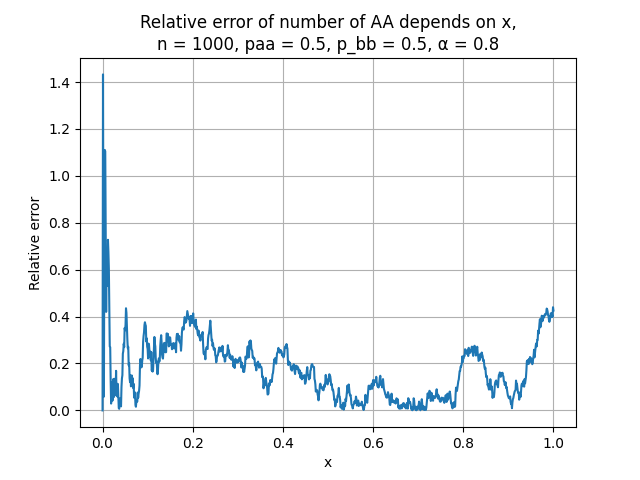 Relative error of number of AA depends on x,
n = 1000, paa = 0.5, p_bb = 0.5, α = 0.8
1.4
1.2
1.0
0.8
0.6
0.4
0.2
0.0
Relative error
0.0 0.2 0.4 0.6 0.8 1.0
x